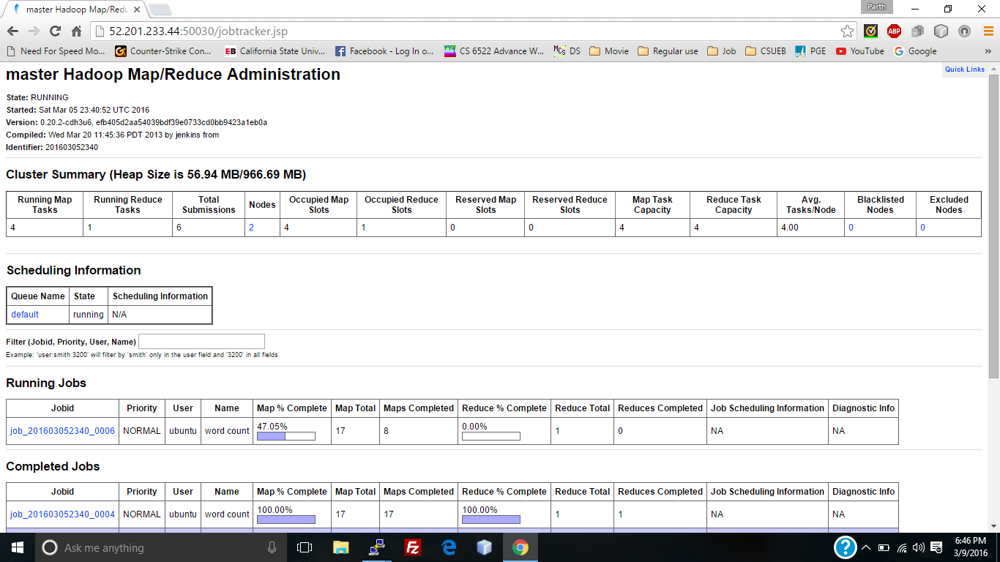 master Hadoop Map/Redu
Parth
52.201.233.44:50030/jobtracker.jsp
ABP
Need For Speed Mo... Counter-Strike Con... EB California State Univ... Facebook - Log In o... CS 6522 Advance W... DS Movie Regular use Job CSUEB PGE YouTube Google »
master Hadoop Map/Reduce Administration
Quick Links
State: RUNNING
Started: Sat Mar 05 23:40:52 UTC 2016
Version: 0.20.2-cdh3u6, efb405d2aa54039bdf39e0733cd0bb9423a1eb0a
Compiled: Wed Mar 20 11:45:36 PDT 2013 by jenkins from
Identifier: 201603052340
Cluster Summary (Heap Size is 56.94 MB/966.69 MB)
Running Map Tasks Running Reduce Tasks Total Submissions Nodes Occupied Map Slots Occupied Reduce Slots Reserved Map Slots Reserved Reduce Slots Map Task Capacity Reduce Task Capacity Avg. Tasks/Node Blacklisted Nodes Excluded Nodes
4 1 6 2 4 1 0 0 4 4 4.00 0 0
Scheduling Information
Queue Name State Scheduling Information
default running N/A
Filter (Jobid, Priority, User, Name)
Example: 'user:smith 3200' will filter by 'smith' only in the user field and '3200' in all fields
Running Jobs
Jobid Priority User Name Map % Complete Map Total Maps Completed Reduce % Complete Reduce Total Reduces Completed Job Scheduling Information Diagnostic Info
job_201603052340_0006 NORMAL ubuntu word count 47.05% 17 8 0.00% 1 0 NA NA
Completed Jobs
Jobid Priority User Name Map % Complete Map Total Maps Completed Reduce % Complete Reduce Total Reduces Completed Job Scheduling Information Diagnostic Info
job_201603052340_0004 NORMAL ubuntu word count 100.00% 17 17 100.00% 1 1 NA NA
Ask me anything
Fz
?
6:46 PM
3/9/2016